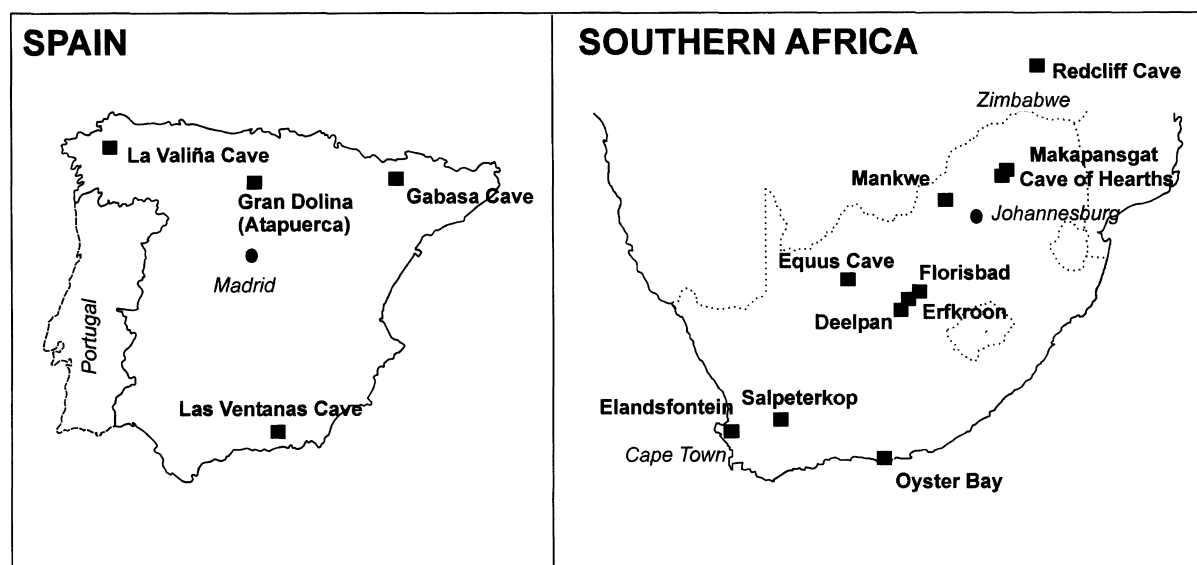 SPAIN
La Valiña Cave
Gran Dolina
(Atapuerca)
Gabasa Cave
Madrid
Portugal
Las Ventanas Cave
SOUTHERN AFRICA
Redcliff Cave
Zimbabwe
Makapansgat
Cave of Hearths
Mankwe
Johannesburg
Equus Cave
Florisbad
Erfkroon
Deelpan
Salpeterkop
Elandsfontein
Cape Town
Oyster Bay